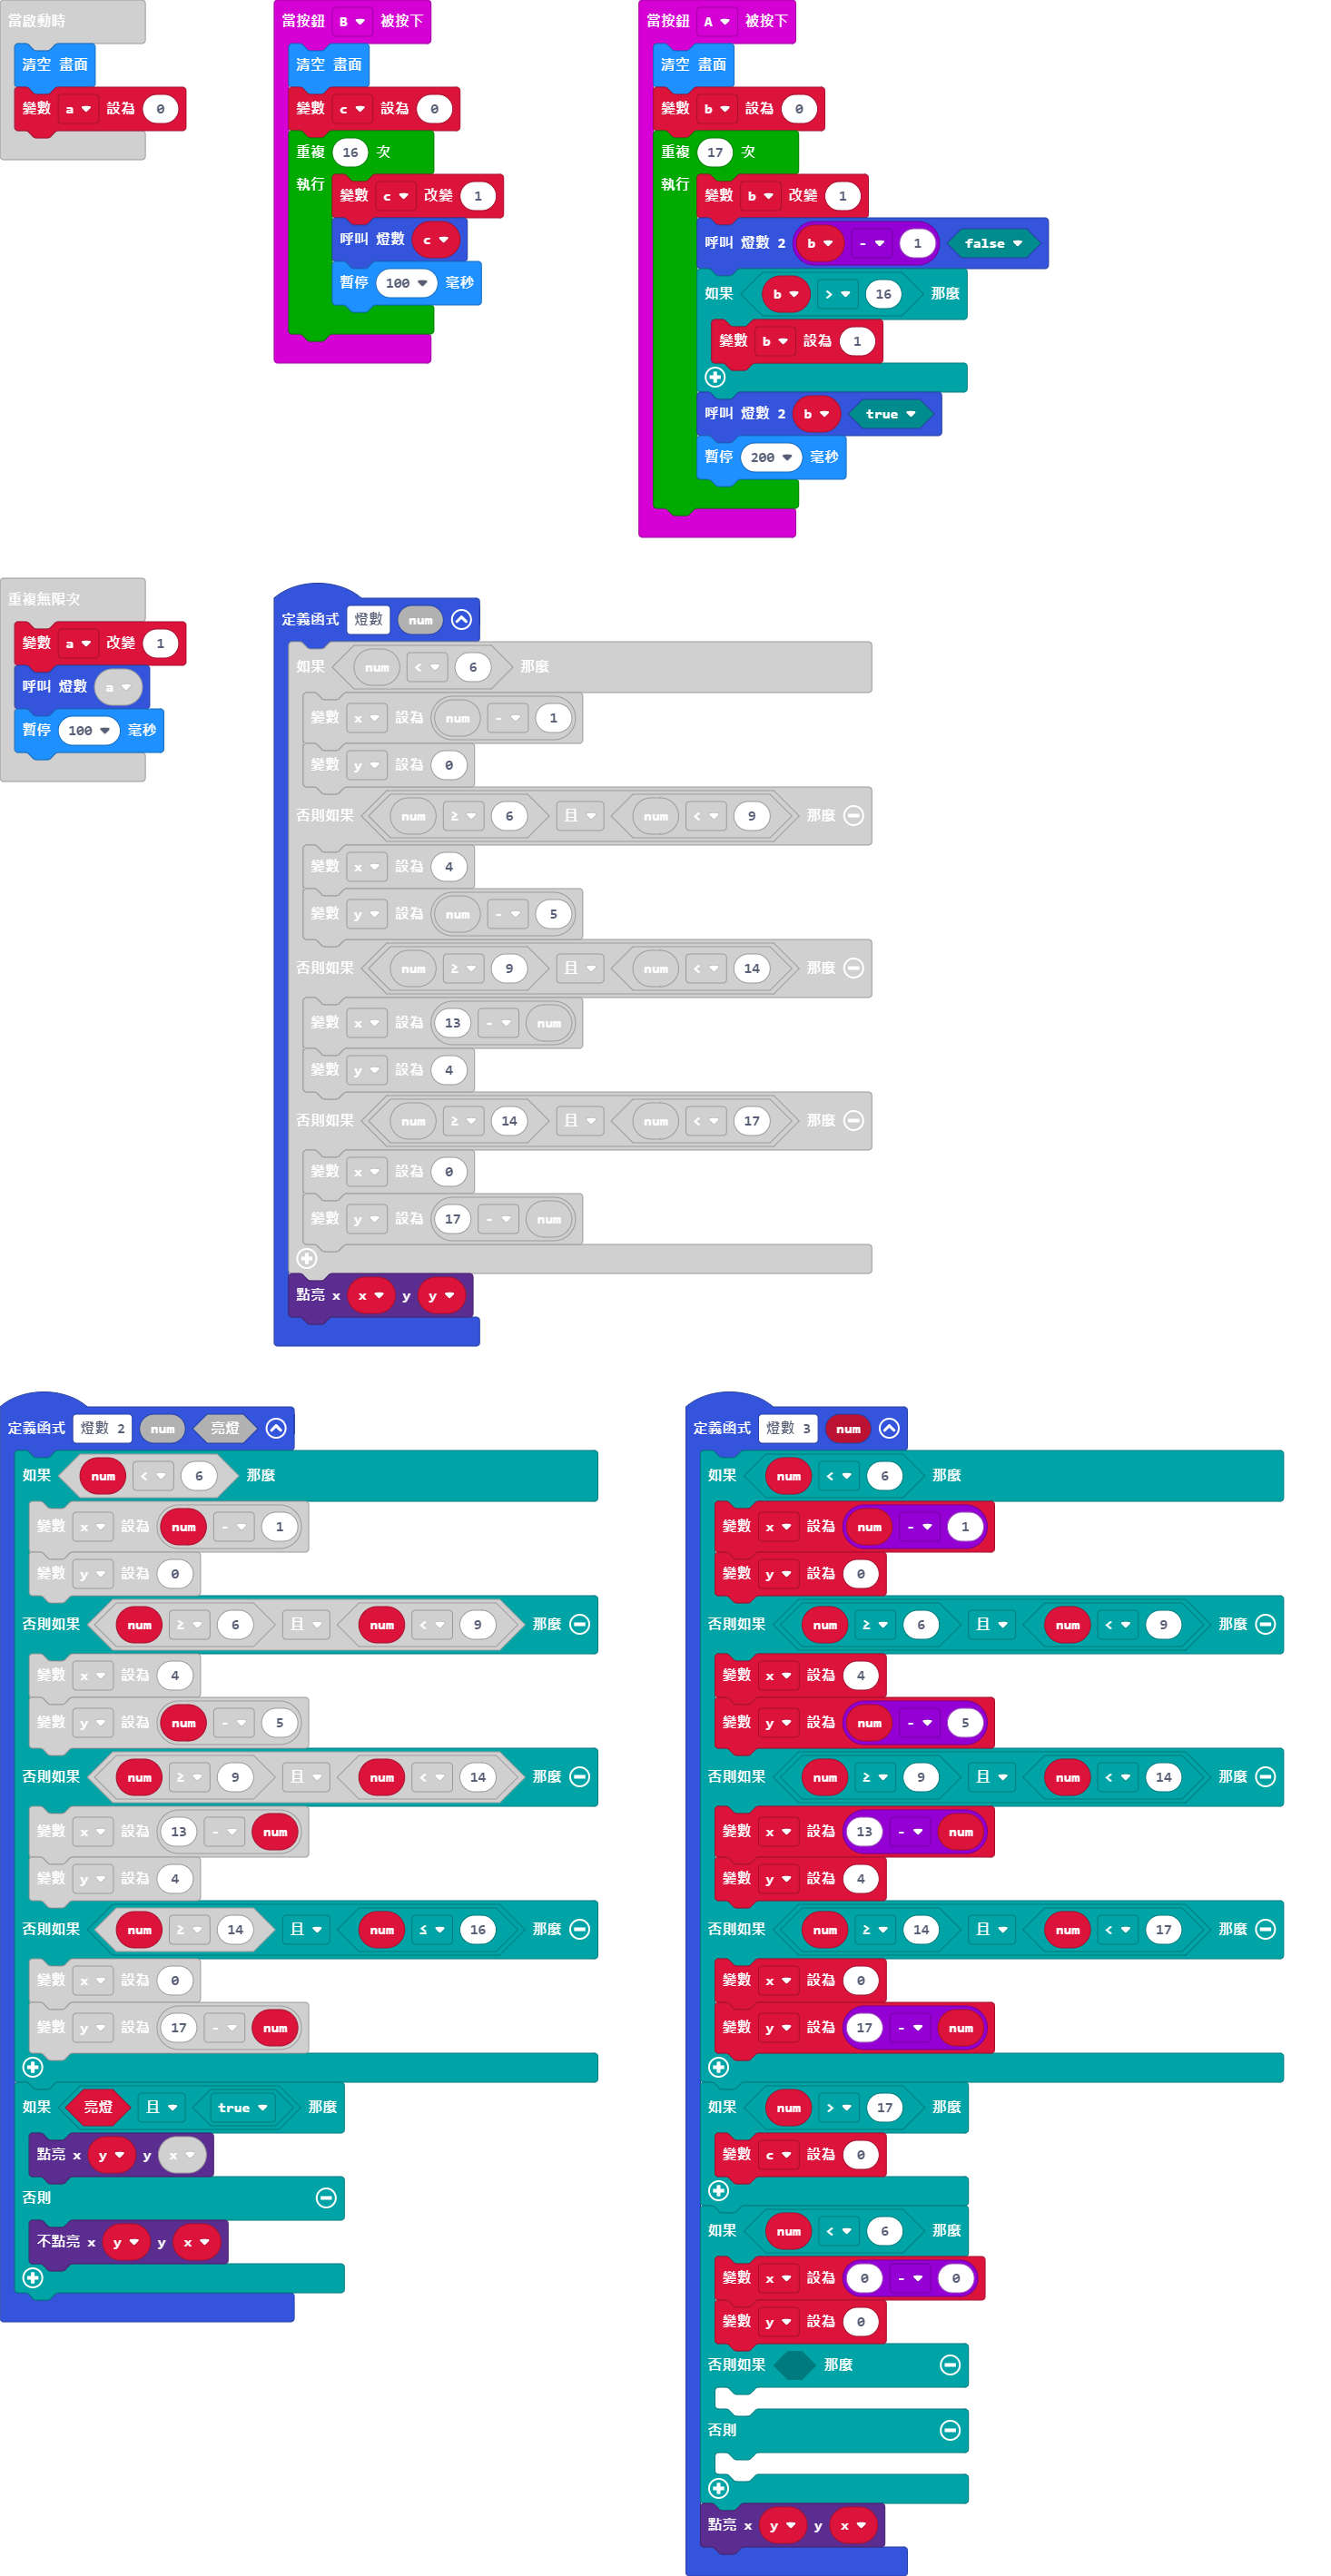 當啟動時
清空 畫面
變數 a 設為 0
當按鈕 B 被按下
清空 畫面
變數 c 設為 0
重複 16 次
執行
變數 c 改變 1
呼叫 燈數 c
暫停 100 毫秒
當按鈕 A 被按下
清空 畫面
變數 b 設為 0
重複 17 次
執行
變數 b 改變 1
呼叫 燈數 2 b - 1 false
如果 b > 16 那麼
變數 b 設為 1
呼叫 燈數 2 b true
暫停 200 毫秒
重複無限次
變數 a 改變 1
呼叫 燈數 a
暫停 100 毫秒
定義函式 燈數 num
如果 num < 6 那麼
變數 x 設為 num - 1
變數 y 設為 0
否則如果 num ≥ 6 且 num < 9 那麼
變數 x 設為 4
變數 y 設為 num - 5
否則如果 num ≥ 9 且 num < 14 那麼
變數 x 設為 13 - num
變數 y 設為 4
否則如果 num ≥ 14 且 num < 17 那麼
變數 x 設為 0
變數 y 設為 17 - num
點亮 x x y y
定義函式 燈數 2 num 亮燈
如果 num < 6 那麼
變數 x 設為 num - 1
變數 y 設為 0
否則如果 num ≥ 6 且 num < 9 那麼
變數 x 設為 4
變數 y 設為 num - 5
否則如果 num ≥ 9 且 num < 14 那麼
變數 x 設為 13 - num
變數 y 設為 4
否則如果 num ≥ 14 且 num ≤ 16 那麼
變數 x 設為 0
變數 y 設為 17 - num
如果 亮燈 且 true 那麼
點亮 x y y x
否則
不點亮 x y y x
定義函式 燈數 3 num
如果 num < 6 那麼
變數 x 設為 num - 1
變數 y 設為 0
否則如果 num ≥ 6 且 num < 9 那麼
變數 x 設為 4
變數 y 設為 num - 5
否則如果 num ≥ 9 且 num < 14 那麼
變數 x 設為 13 - num
變數 y 設為 4
否則如果 num ≥ 14 且 num < 17 那麼
變數 x 設為 0
變數 y 設為 17 - num
如果 num > 17 那麼
變數 c 設為 0
如果 num < 6 那麼
變數 x 設為 0 - 0
變數 y 設為 0
否則如果 那麼
否則
點亮 x y y x